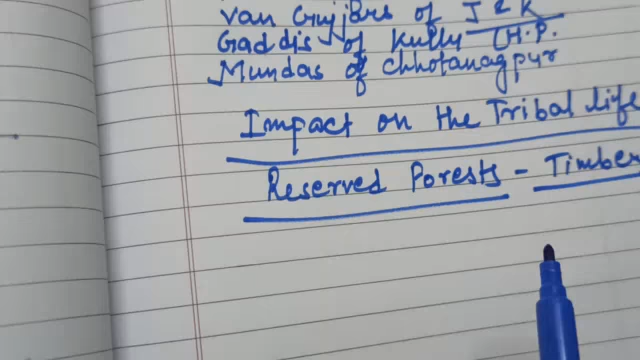 Van Gujjars of J & K
Gaddis of Kullu (H.P.
Mundas of Chhotanagpur
Impact on the Tribal life
Reserved Forests - Timber